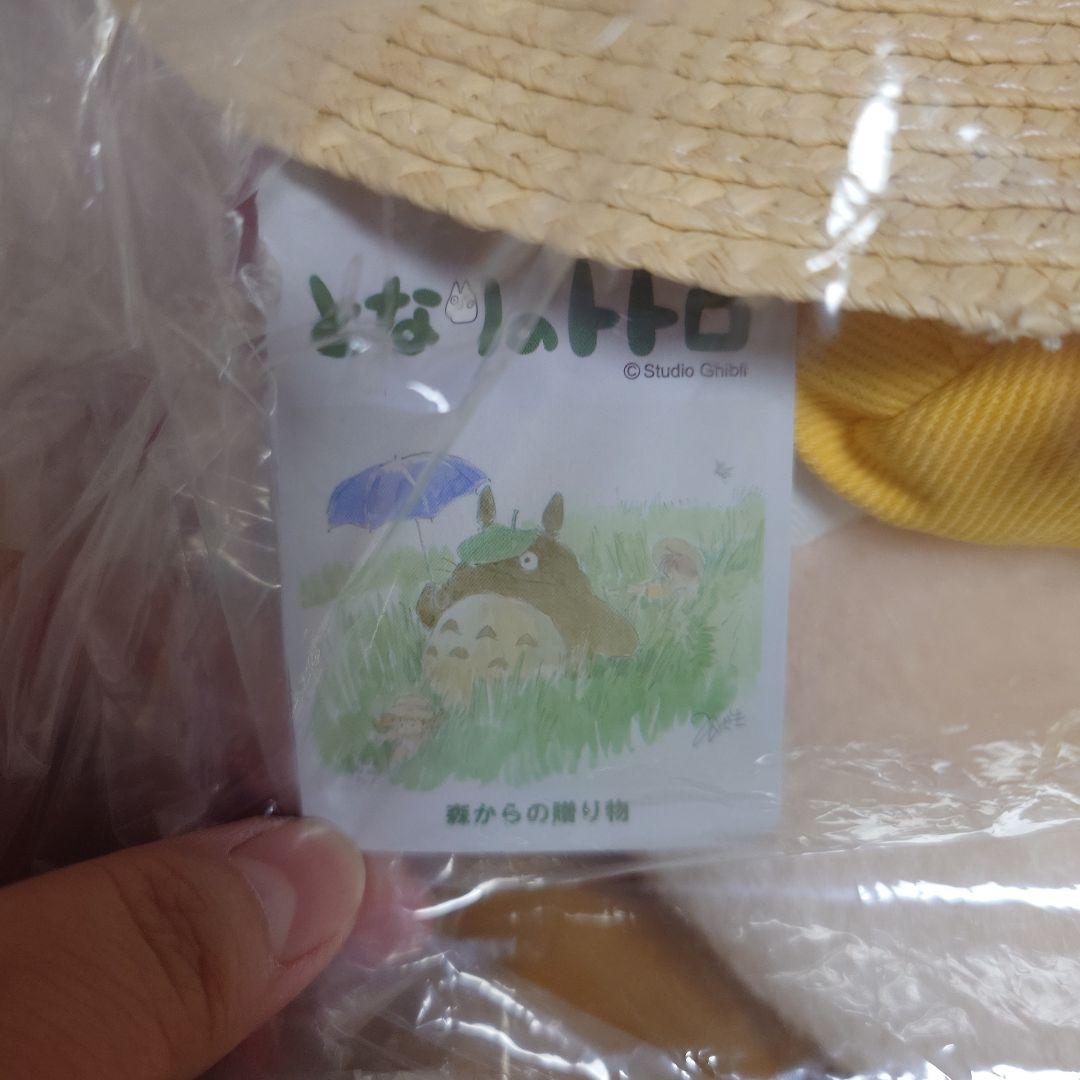 となりのトトロ
©Studio Ghibli
森からの贈り物